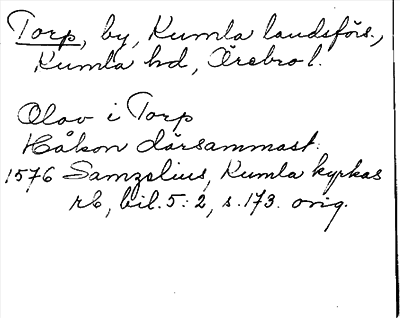 Torp, by, Kumla landsförs.,
Kumla hd, Örebro l.
Olov i Torp
Håkon därsammast.
1576 Samzelius, Kumla kyrkas
rb, bil. 5:2, s. 173. orig.